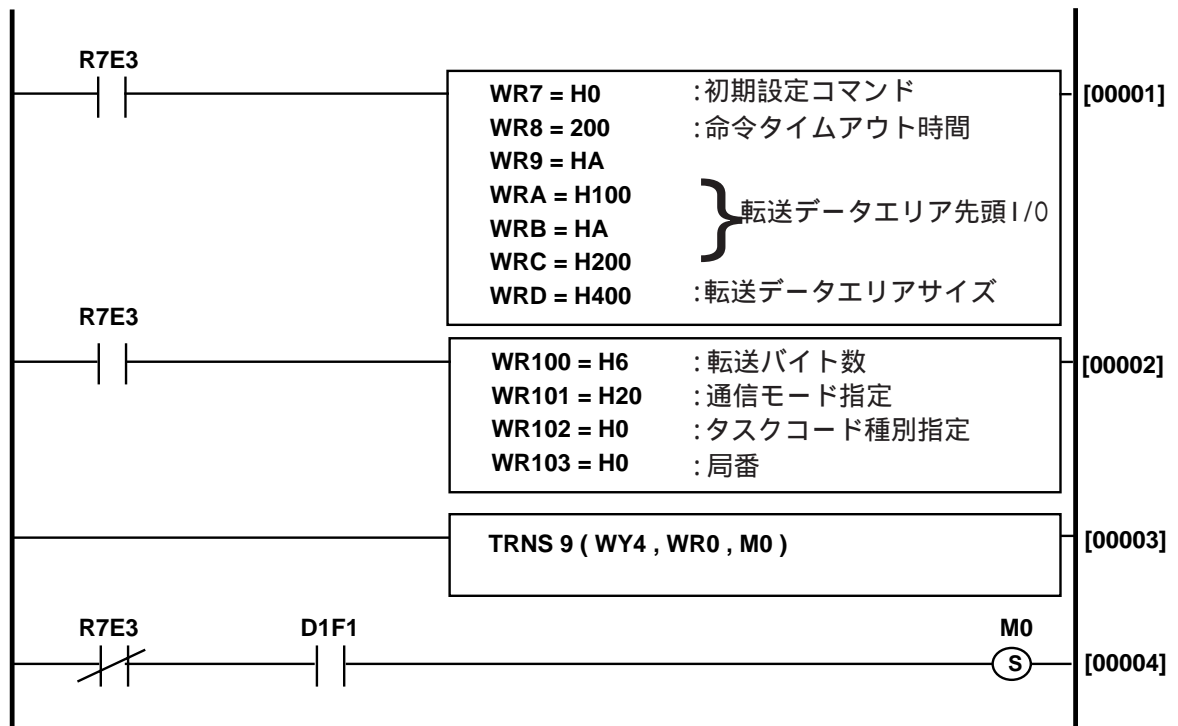 R7E3
WR7 = H0 :初期設定コマンド [00001]
WR8 = 200 :命令タイムアウト時間
WR9 = HA
WRA = H100
転送データエリア先頭I/O
WRB = HA
WRC = H200
WRD = H400 :転送データエリアサイズ
R7E3
WR100 = H6 :転送バイト数 [00002]
WR101 = H20 :通信モード指定
WR102 = H0 :タスクコード種別指定
WR103 = H0 :局番
TRNS 9 ( WY4 , WR0 , M0 ) [00003]
R7E3 D1F1 M0
S [00004]